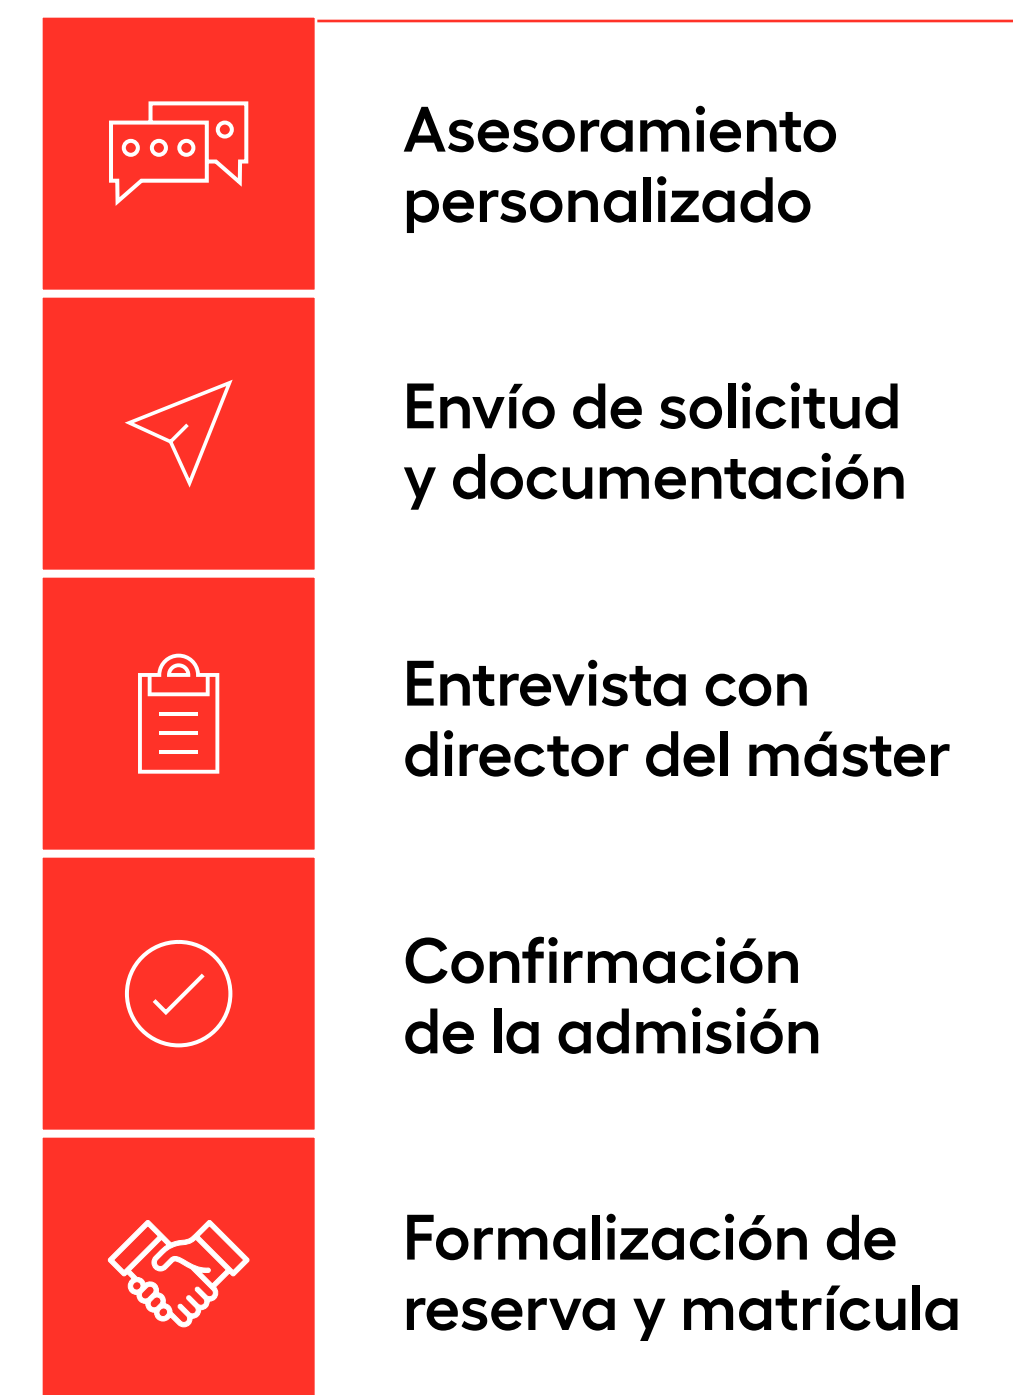 Asesoramiento
personalizado
Envío de solicitud
y documentación
Entrevista con
director del máster
Confirmación
de la admisión
Formalización de
reserva y matrícula